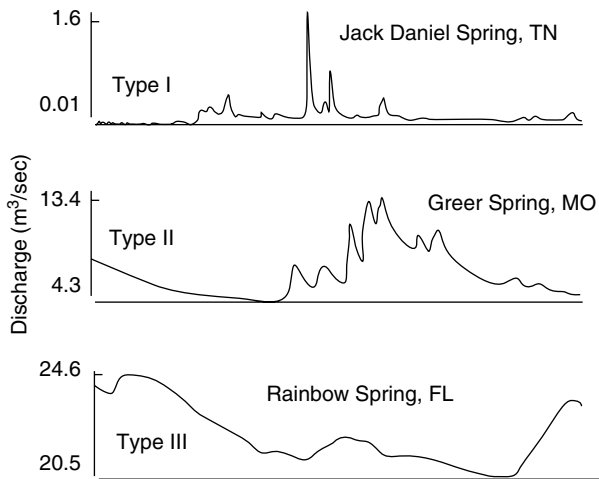 1.6
Jack Daniel Spring, TN
Type I
0.01
Discharge (m³/sec)
13.4
Greer Spring, MO
Type II
4.3
24.6
Rainbow Spring, FL
Type III
20.5